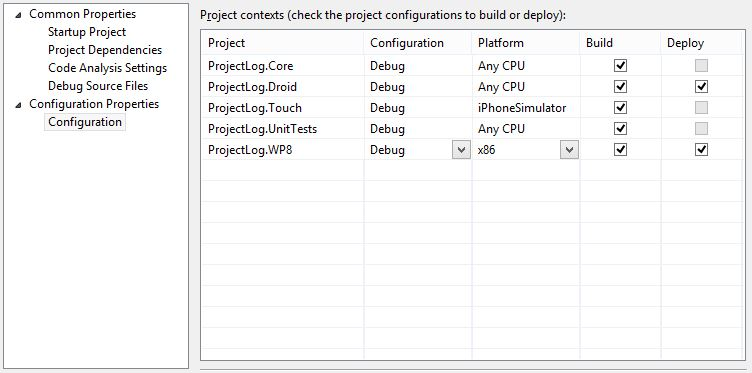 Common Properties
Startup Project
Project Dependencies
Code Analysis Settings
Debug Source Files
Configuration Properties
Configuration
Project contexts (check the project configurations to build or deploy):
Project Configuration Platform Build Deploy
ProjectLog.Core Debug Any CPU
ProjectLog.Droid Debug Any CPU
ProjectLog.Touch Debug iPhoneSimulator
ProjectLog.UnitTests Debug Any CPU
ProjectLog.WP8 Debug x86